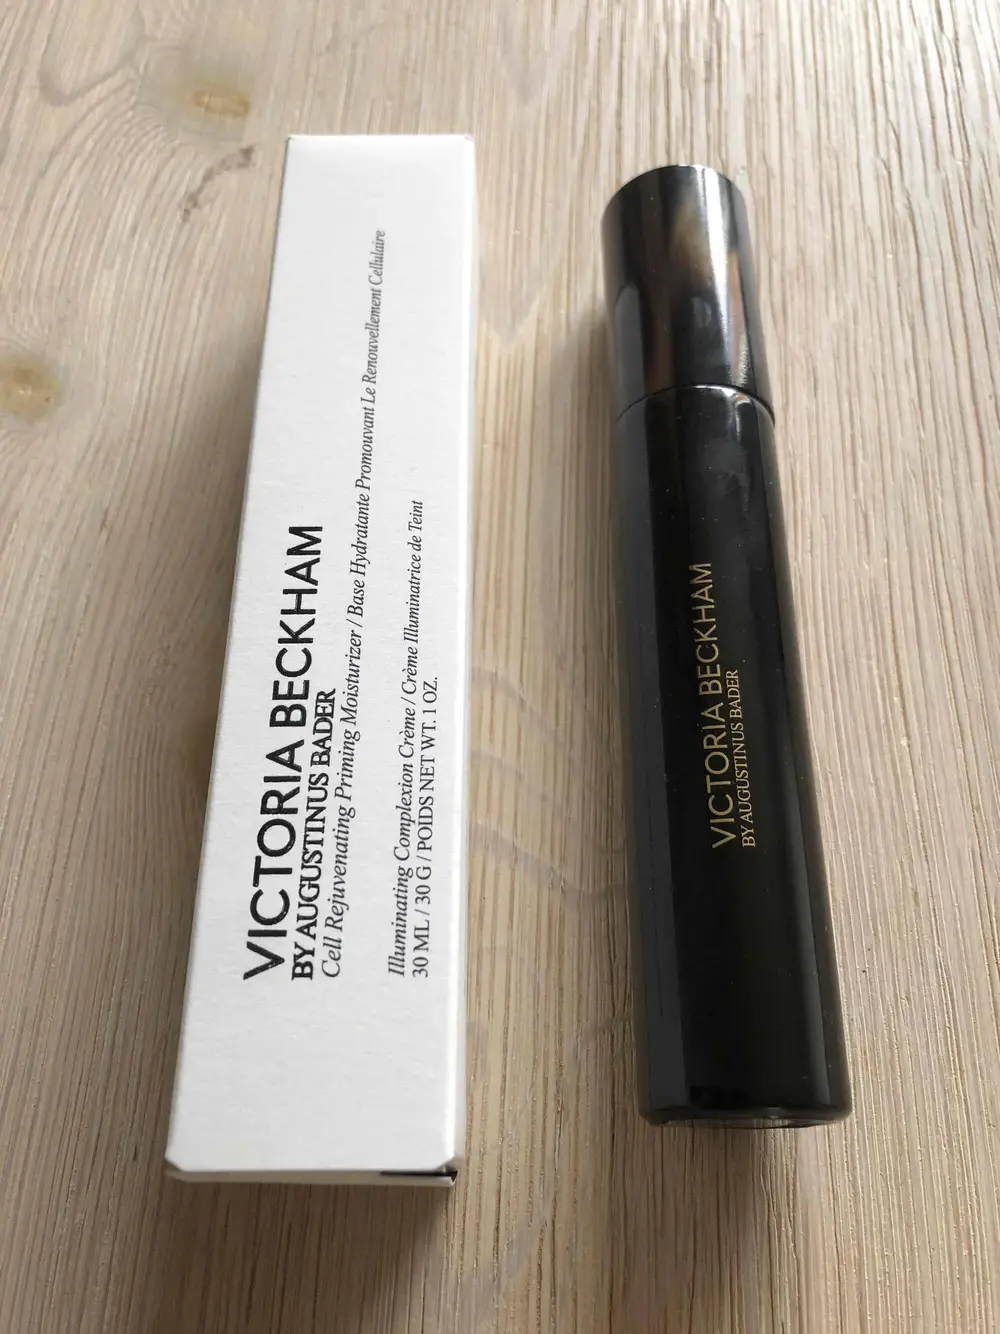 VICTORIA BECKHAM
BY AUGUSTINUS BADER
Cell Rejuvenating Priming Moisturizer / Base Hydratante Promouvant Le Renouvellement Cellulaire
Illuminating Complexion Crème / Crème Illuminatrice de Teint
30 ML / 30 G / POIDS NET WT. 1 OZ.
VICTORIA BECKHAM
BY AUGUSTINUS BADER